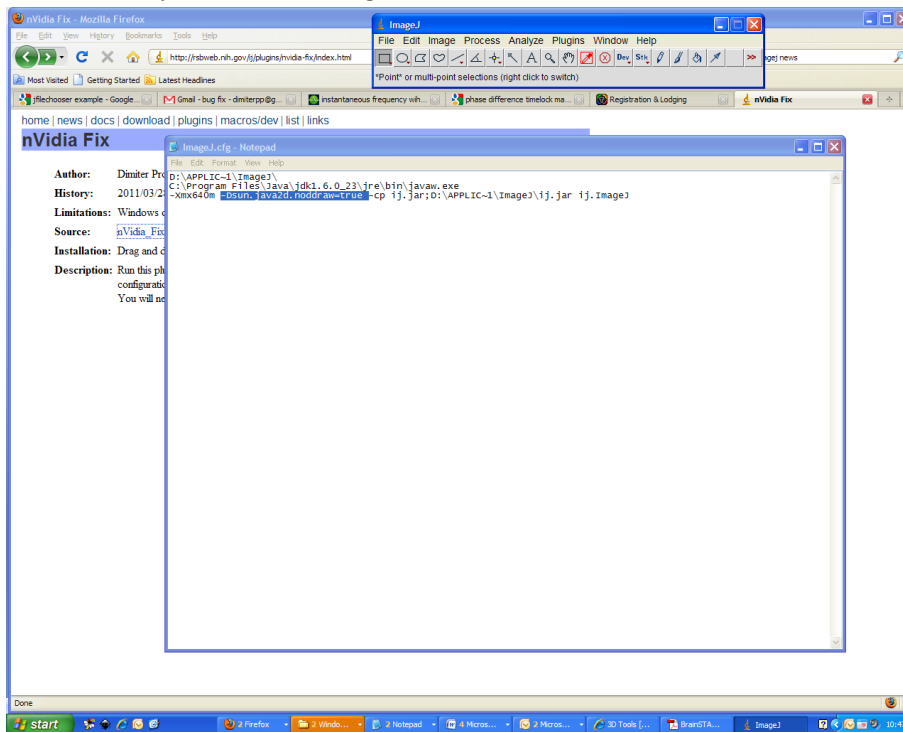 nVidia Fix - Mozilla Firefox
File Edit View History Bookmarks Tools Help
http://rsbweb.nih.gov/ij/plugins/nvidia-fix/index.html
agej news
Most Visited Getting Started Latest Headlines
jfilechooser example - Google...
Gmail - bug fix - dimiterpp@g...
instantaneous frequency wih...
phase difference timelock ma...
Registration & Lodging
nVidia Fix
ImageJ
File Edit Image Process Analyze Plugins Window Help
A Dev Stk >>
*Point* or multi-point selections (right click to switch)
home | news | docs | download | plugins | macros/dev | list | links
nVidia Fix
Author: Dimiter Pro
History: 2011/03/2
Limitations: Windows
Source: nVidia_Fix
Installation: Drag and d
Description: Run this pl
configuratio
You will ne
ImageJ.cfg - Notepad
File Edit Format View Help
D:\APPLIC~1\ImageJ\
C:\Program Files\Java\jdk1.6.0_23\jre\bin\javaw.exe
-Xmx640m -Dsun.java2d.noddraw=true -cp ij.jar;D:\APPLIC~1\ImageJ\ij.jar ij.ImageJ
Done
start
2 Firefox
2 Windo...
2 Notepad
4 Micros...
2 Micros...
3D Tools [...
BrainSTA...
ImageJ